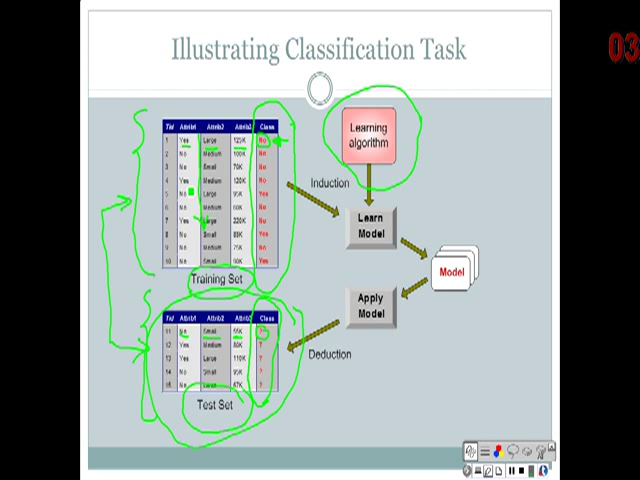 Illustrating Classification Task
03
Tid Attrib1 Attrib2 Attrib3 Class
1 Yes Large 125K No
2 No Medium 100K No
3 No Small 70K No
4 Yes Medium 120K No
5 No Large 95K Yes
6 No Medium 60K No
7 Yes Large 220K No
8 No Small 85K Yes
9 No Medium 75K No
10 No Small 90K Yes
Training Set
Learning
algorithm
Induction
Learn
Model
Model
Apply
Model
Deduction
Tid Attrib1 Attrib2 Attrib3 Class
11 No Small 55K ?
12 Yes Medium 80K ?
13 Yes Large 110K ?
14 No Small 95K ?
15 No Large 67K ?
Test Set